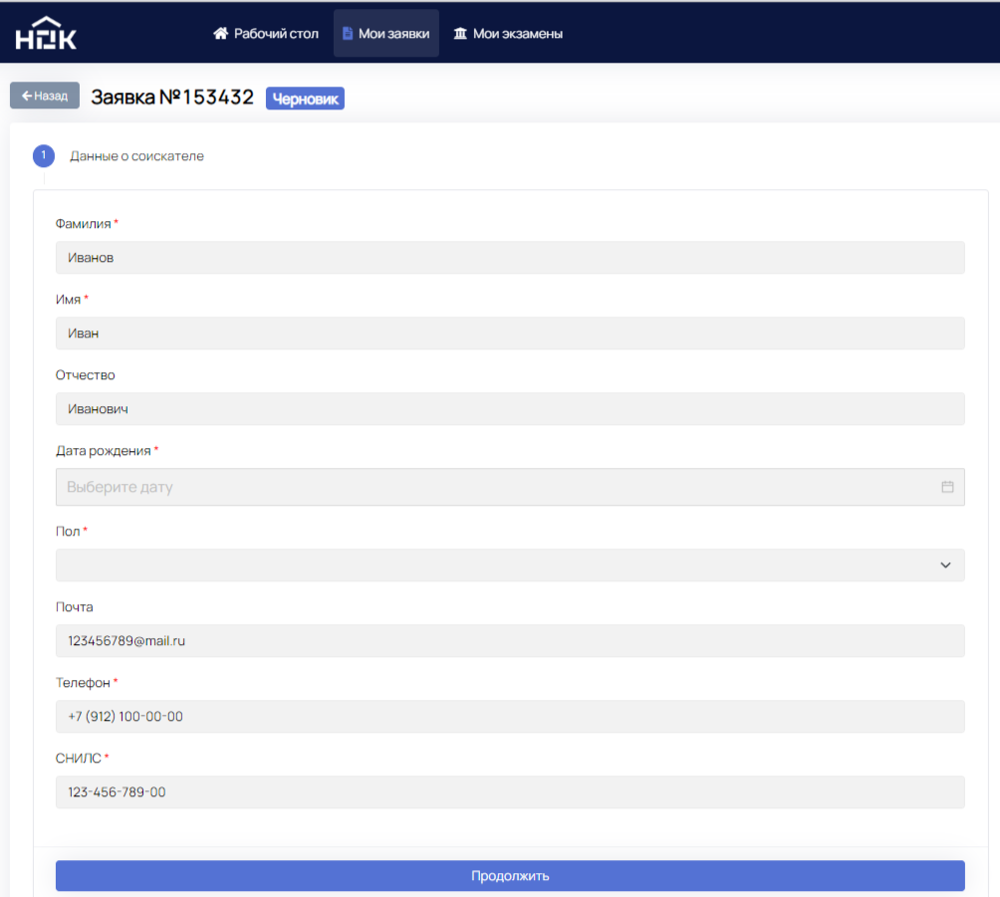 НОК
Рабочий стол Мои заявки Мои экзамены
Назад Заявка №153432 Черновик
1 Данные о соискателе
Фамилия *
Иванов
Имя *
Иван
Отчество
Иванович
Дата рождения *
Выберите дату
Пол *
Почта
123456789@mail.ru
Телефон *
+7 (912) 100-00-00
СНИЛС *
123-456-789-00
Продолжить